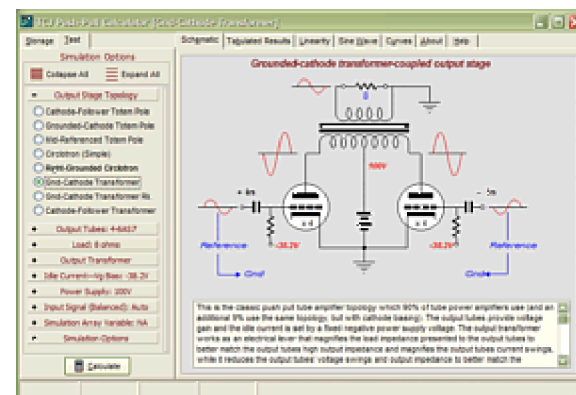 TCJ Push-Pull Calculator [Gnd-Cathode Transformer]
Storage Test
Simulation Options
Collapse All Expand All
Output Stage Topology
Cathode-Follower Totem Pole
Grounded-Cathode Totem Pole
Mid-Referenced Totem Pole
Circlotron (Simple)
Right-Grounded Circlotron
Gnd-Cathode Transformer
Gnd-Cathode Transformer Rk
Cathode-Follower Transformer
Output Tubes:
Load: 8 ohms
Output Transformer
Idle Current=Vg Bias: -38.2V
Power Supply: 100V
Input Signal (Balanced): Auto
Simulation Array Variable: NA
Simulation Options
Calculate
Schematic Tabulated Results Linearity Sine Wave Curves About Help
Grounded-cathode transformer-coupled output stage
8
100V
-38.2V
-38.2V
Reference
Reference
Gnd
Gnd
This is the classic push pull tube amplifier topology which 90% of tube power amplifiers use (and an
additional 9% use the same topology, but with cathode biasing). The output tubes provide voltage
gain and the idle current is set by a fixed negative power supply voltage. The output transformer
works as an electrical lever that magnifies the load impedance presented to the output tubes to
better match the output tubes high output impedance and magnifies the output tubes current swings,
while it reduces the output tubes' voltage swings and output impedance to better match the